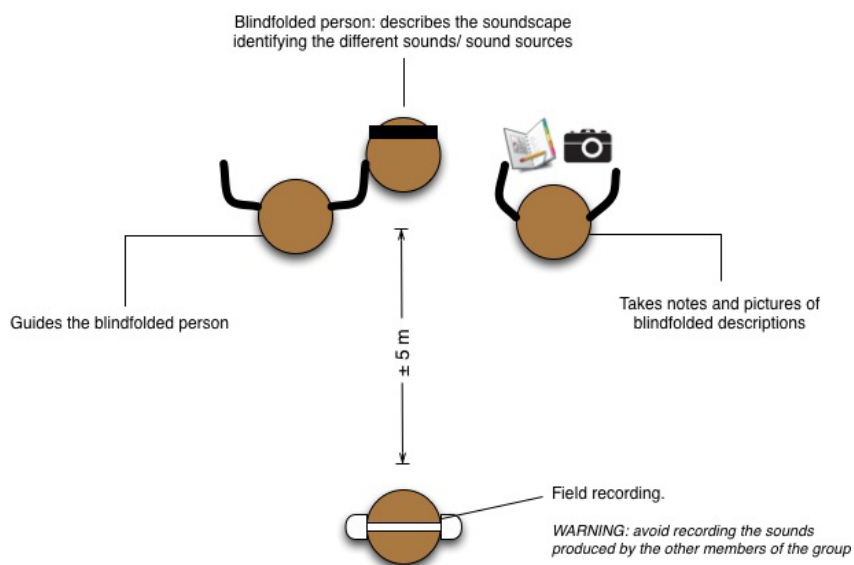 Blindfolded person: describes the soundscape
identifying the different sounds/ sound sources
Guides the blindfolded person
Takes notes and pictures of
blindfolded descriptions
± 5 m
Field recording.
WARNING: avoid recording the sounds
produced by the other members of the group